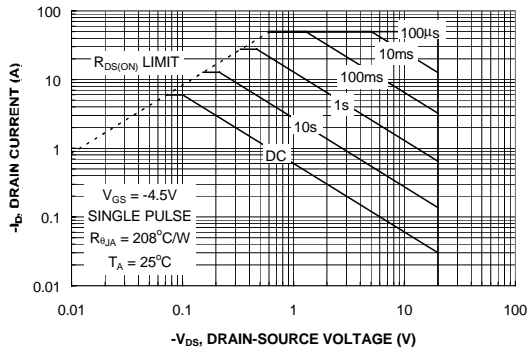 -I_D, DRAIN CURRENT (A)
100
10
1
0.1
0.01
R_DS(ON) LIMIT
100μs
10ms
100ms
1s
10s
DC
V_GS = -4.5V
SINGLE PULSE
R_θJA = 208°C/W
T_A = 25°C
0.01
0.1
1
10
100
-V_DS, DRAIN-SOURCE VOLTAGE (V)